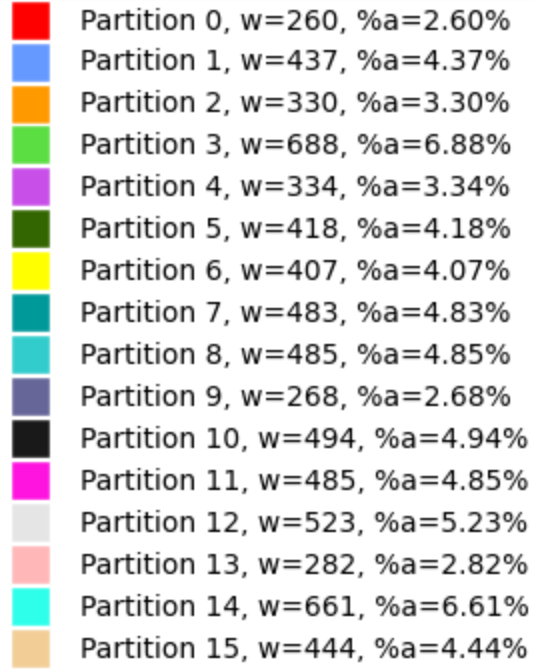 Partition 0, w=260, %a=2.60%
Partition 1, w=437, %a=4.37%
Partition 2, w=330, %a=3.30%
Partition 3, w=688, %a=6.88%
Partition 4, w=334, %a=3.34%
Partition 5, w=418, %a=4.18%
Partition 6, w=407, %a=4.07%
Partition 7, w=483, %a=4.83%
Partition 8, w=485, %a=4.85%
Partition 9, w=268, %a=2.68%
Partition 10, w=494, %a=4.94%
Partition 11, w=485, %a=4.85%
Partition 12, w=523, %a=5.23%
Partition 13, w=282, %a=2.82%
Partition 14, w=661, %a=6.61%
Partition 15, w=444, %a=4.44%